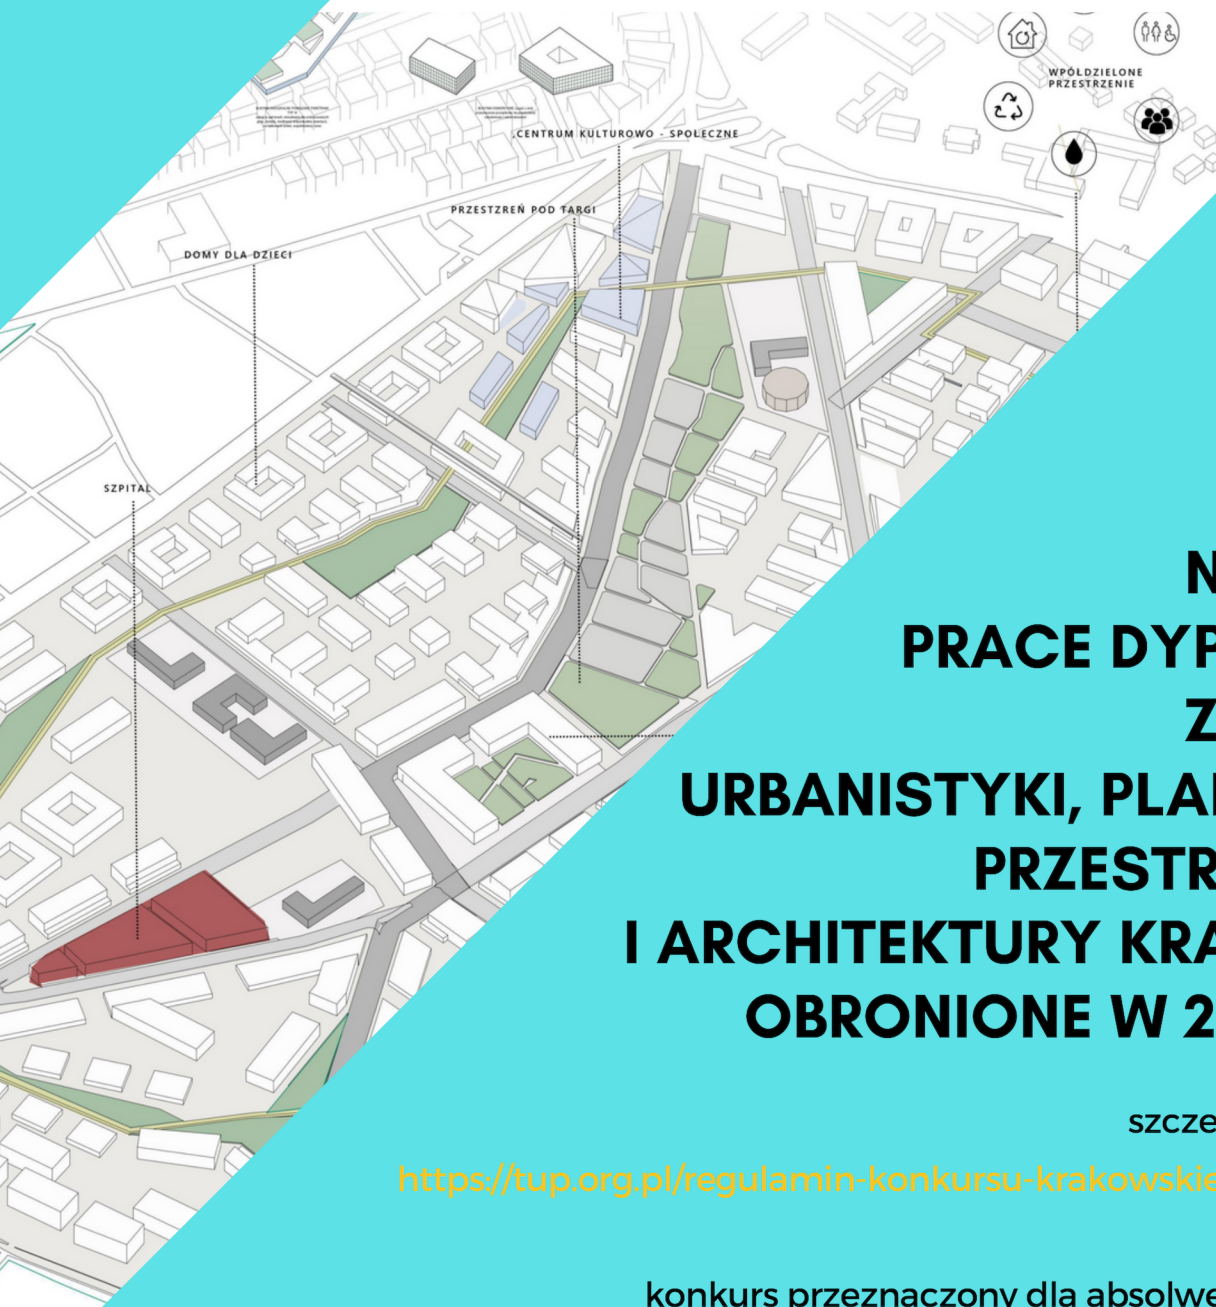 WPÓŁDZIELONE
PRZESTRZENIE
CENTRUM KULTUROWO - SPOŁECZNE
PRZESTZREŃ POD TARGI
DOMY DLA DZIECI
SZPITAL
N
PRACE DYP
Z
URBANISTYKI, PLA
PRZESTR
I ARCHITEKTURY KRA
OBRONIONE W 2
szcze
https://tup.org.pl/regulamin-konkursu-krakowskie
konkurs przeznaczony dla absolwe